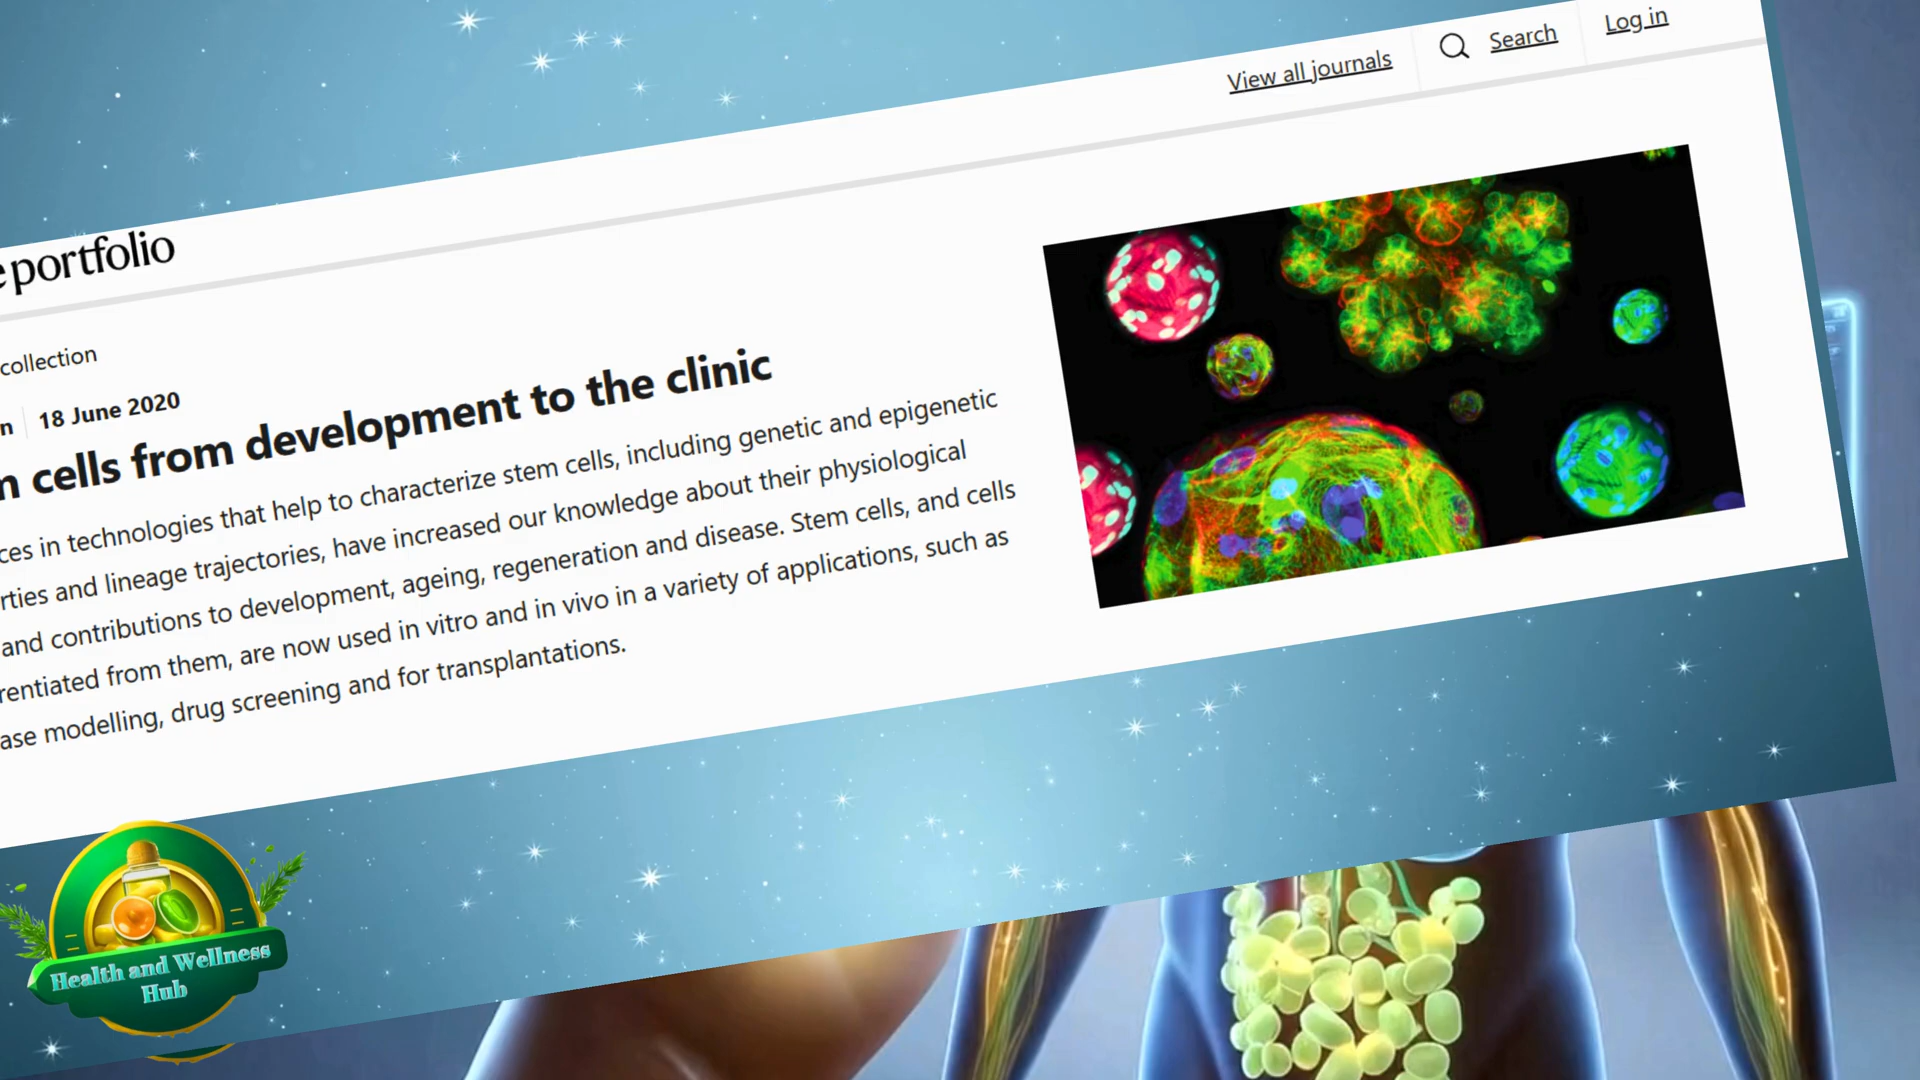 View all journals
Search
Log in
portfolio
collection
18 June 2020
cells from development to the clinic
in technologies that help to characterize stem cells, including genetic and epigenetic
and lineage trajectories, have increased our knowledge about their physiological
and contributions to development, ageing, regeneration and disease. Stem cells, and cells
from them, are now used in vitro and in vivo in a variety of applications, such as
modelling, drug screening and for transplantations.
Health and Wellness
Hub